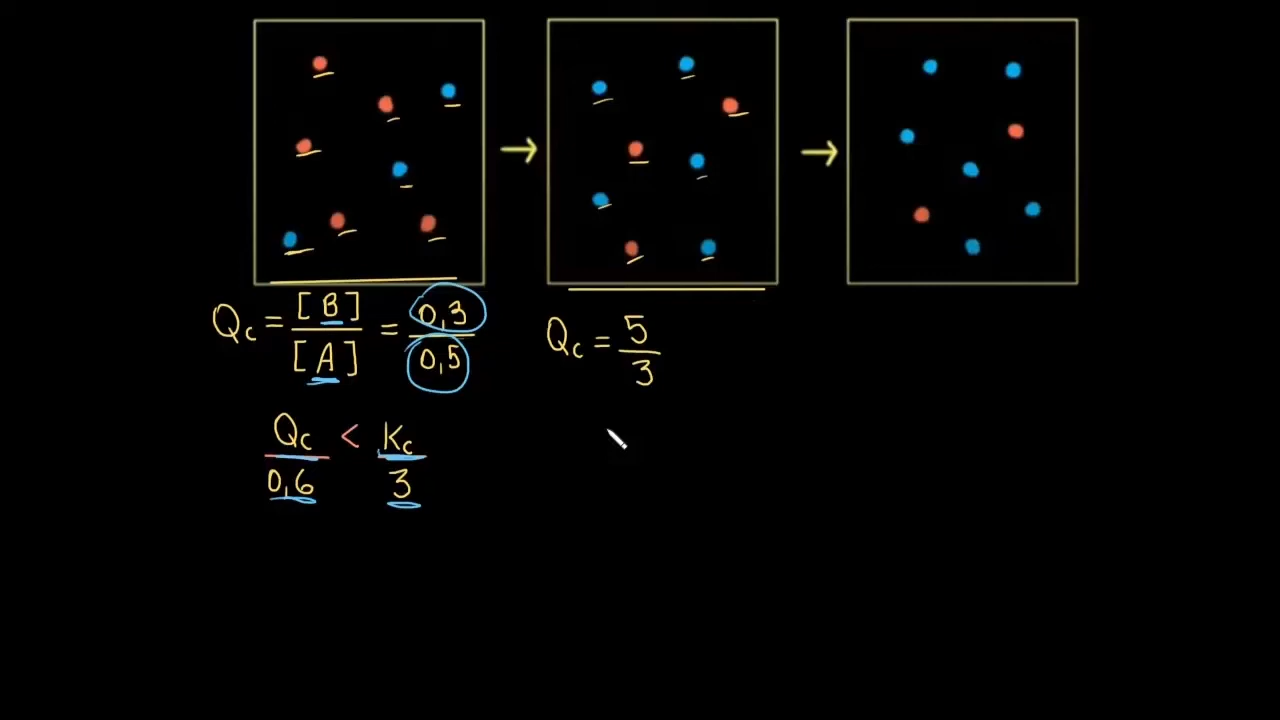 Qc = [B] / [A] = 0,3 / 0,5
Qc = 5 / 3
Qc < Kc
0,6 3